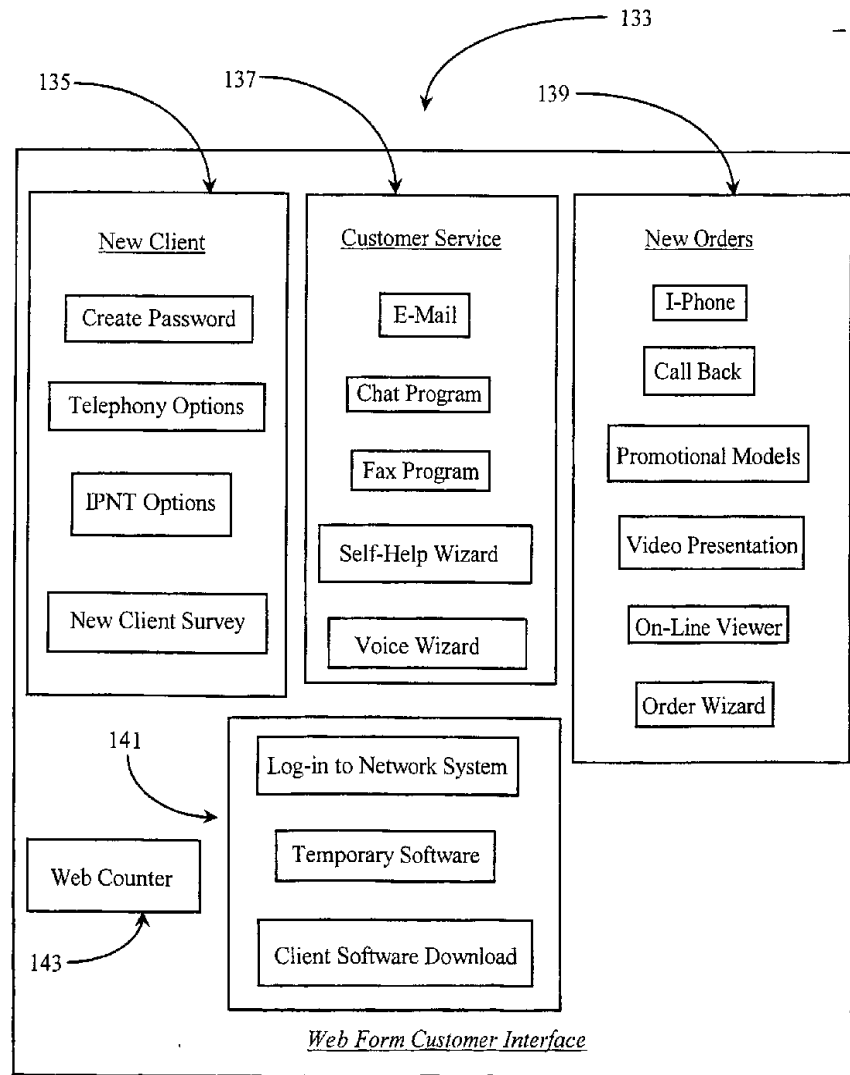 133
135
137
139
New Client
Create Password
Telephony Options
IPNT Options
New Client Survey
Customer Service
E-Mail
Chat Program
Fax Program
Self-Help Wizard
Voice Wizard
New Orders
I-Phone
Call Back
Promotional Models
Video Presentation
On-Line Viewer
Order Wizard
141
Log-in to Network System
Temporary Software
Client Software Download
Web Counter
143
Web Form Customer Interface